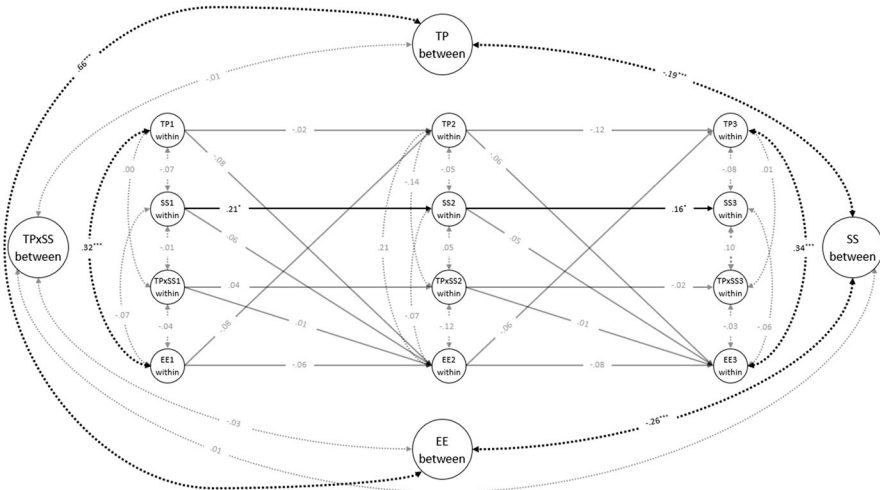 TP
between
.66***
-.01
-.19***
TP1
within
-.02
TP2
within
-.12
TP3
within
.00
-.07
-.08
-.14
-.05
-.06
-.08
.01
SS1
within
.21*
SS2
within
.16*
SS3
within
TPxSS
between
.32***
-.01
-.06
.21
.05
.05
.10
.34***
SS
between
TPxSS1
within
.04
TPxSS2
within
-.02
TPxSS3
within
-.07
-.04
-.08
.01
-.07
-.12
-.06
.01
-.03
-.06
EE1
within
-.06
EE2
within
-.08
EE3
within
-.03
.01
-.26***
EE
between